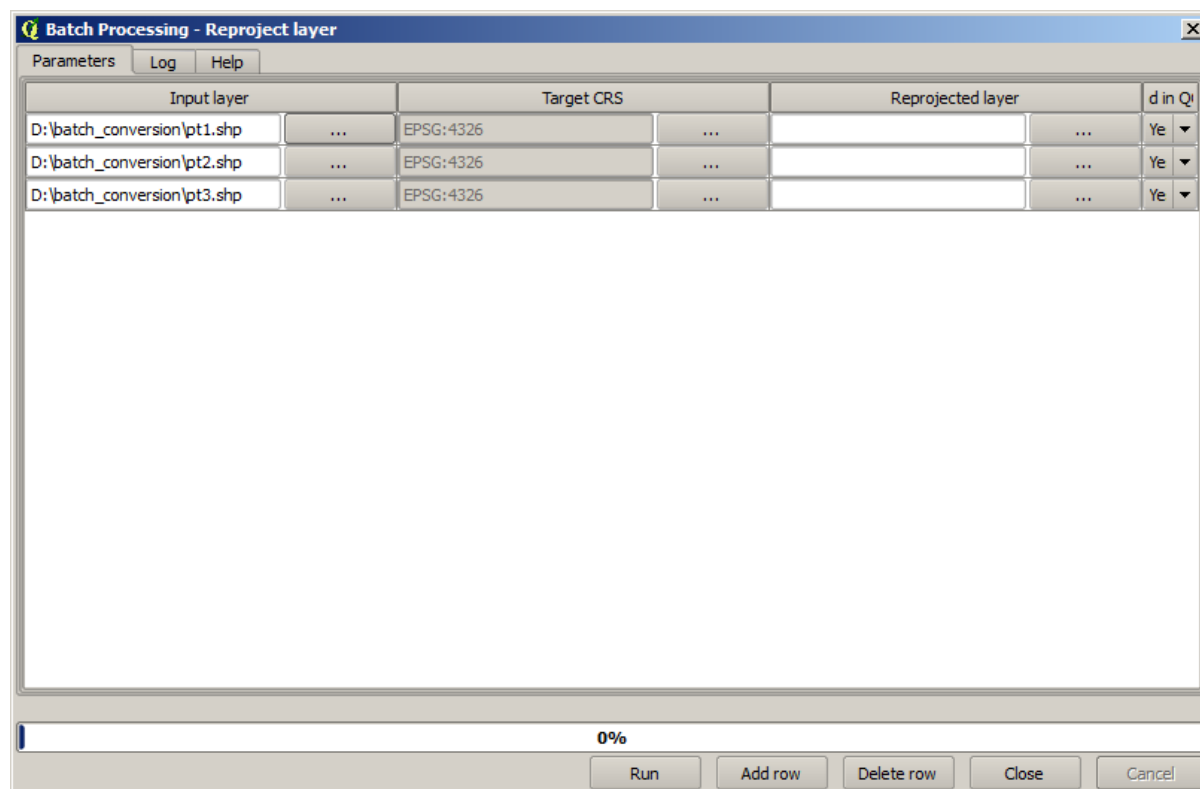 Batch Processing - Reproject layer
Parameters Log Help
Input layer Target CRS Reprojected layer d in Q
D:\batch_conversion\pt1.shp ... EPSG:4326 ... ... Ye
D:\batch_conversion\pt2.shp ... EPSG:4326 ... ... Ye
D:\batch_conversion\pt3.shp ... EPSG:4326 ... ... Ye
0%
Run Add row Delete row Close Cancel